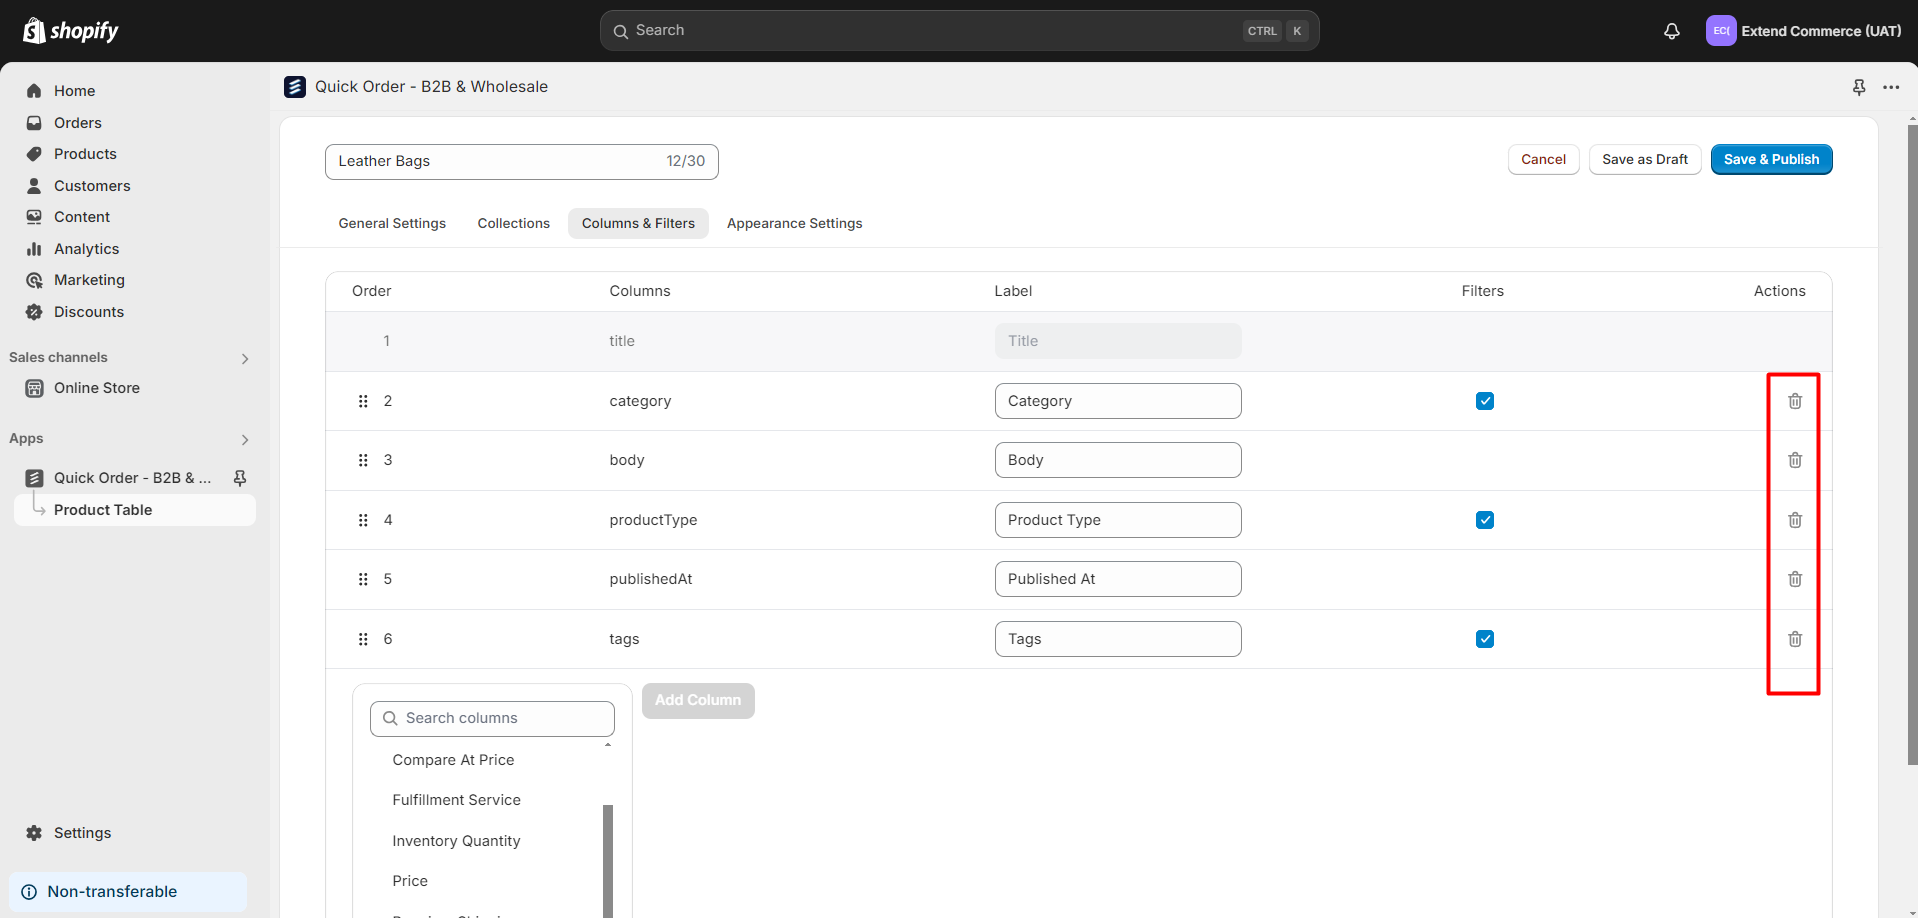 shopify
Search
CTRL K
EC(
Extend Commerce (UAT)
Home
Orders
Products
Customers
Content
Analytics
Marketing
Discounts
Sales channels
Online Store
Apps
Quick Order - B2B & ...
Product Table
Settings
Non-transferable
Quick Order - B2B & Wholesale
Leather Bags 12/30
Cancel Save as Draft Save & Publish
General Settings Collections Columns & Filters Appearance Settings
Order Columns Label Filters Actions
1 title Title
2 category Category
3 body Body
4 productType Product Type
5 publishedAt Published At
6 tags Tags
Search columns
Add Column
Compare At Price
Fulfillment Service
Inventory Quantity
Price